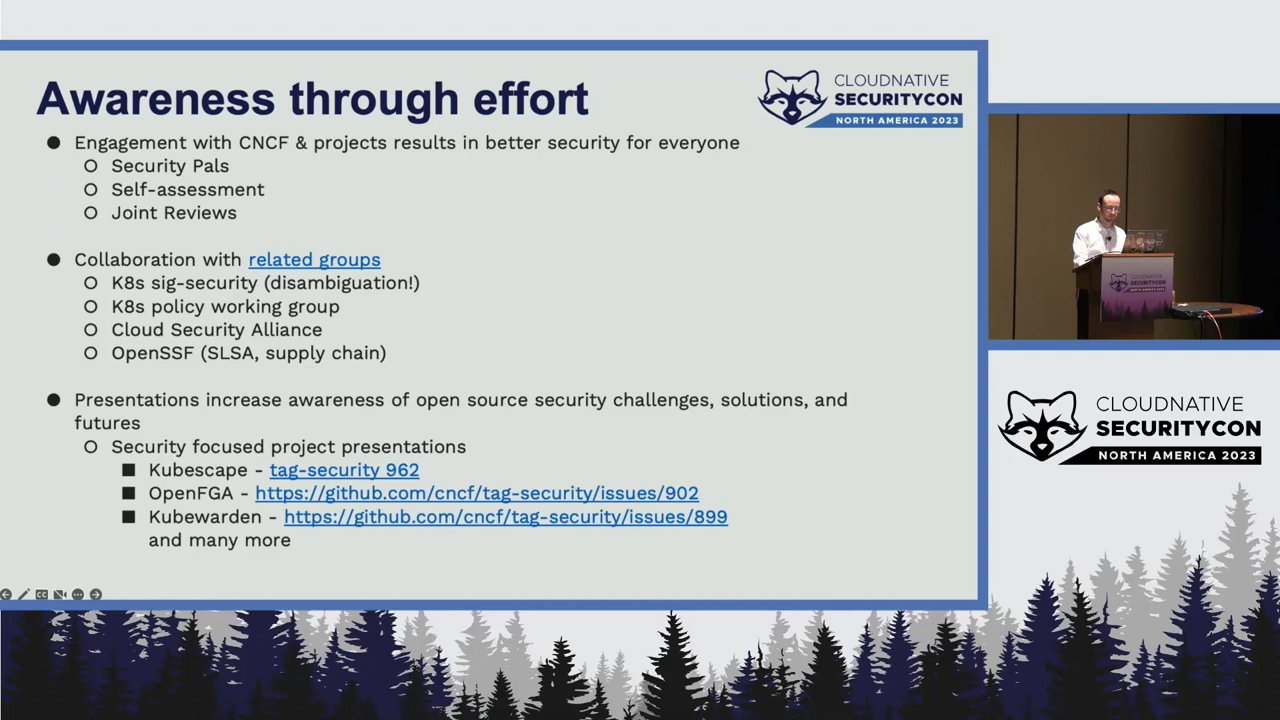 Awareness through effort
CLOUDNATIVE
SECURITYCON
NORTH AMERICA 2023
● Engagement with CNCF & projects results in better security for everyone
○ Security Pals
○ Self-assessment
○ Joint Reviews
● Collaboration with related groups
○ K8s sig-security (disambiguation!)
○ K8s policy working group
○ Cloud Security Alliance
○ OpenSSF (SLSA, supply chain)
● Presentations increase awareness of open source security challenges, solutions, and
futures
○ Security focused project presentations
■ Kubescape - tag-security 962
■ OpenFGA - https://github.com/cncf/tag-security/issues/902
■ Kubewarden - https://github.com/cncf/tag-security/issues/899
and many more
CLOUDNATIVE
SECURITYCON
CLOUDNATIVE
SECURITYCON
NORTH AMERICA 2023